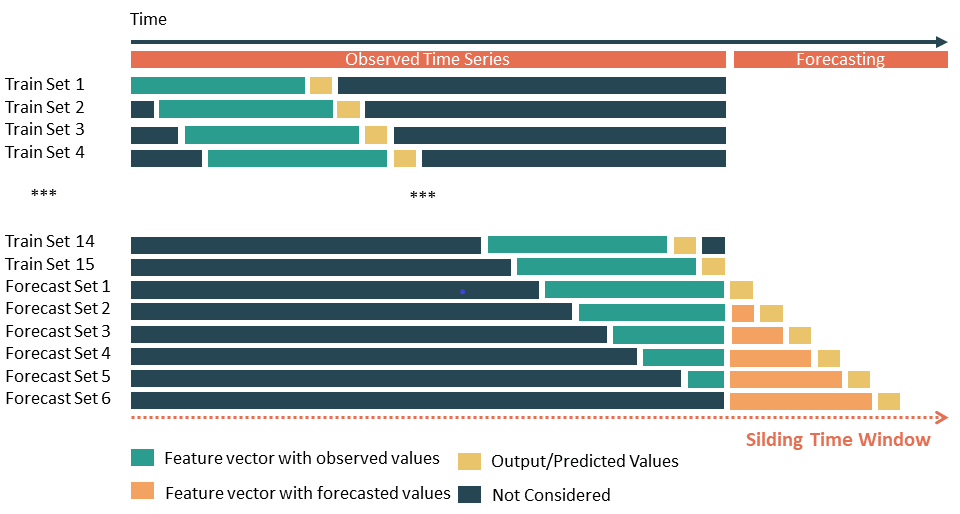 Time
Observed Time Series
Forecasting
Train Set 1
Train Set 2
Train Set 3
Train Set 4
***
***
Train Set 14
Train Set 15
Forecast Set 1
Forecast Set 2
Forecast Set 3
Forecast Set 4
Forecast Set 5
Forecast Set 6
Silding Time Window
Feature vector with observed values
Output/Predicted Values
Feature vector with forecasted values
Not Considered